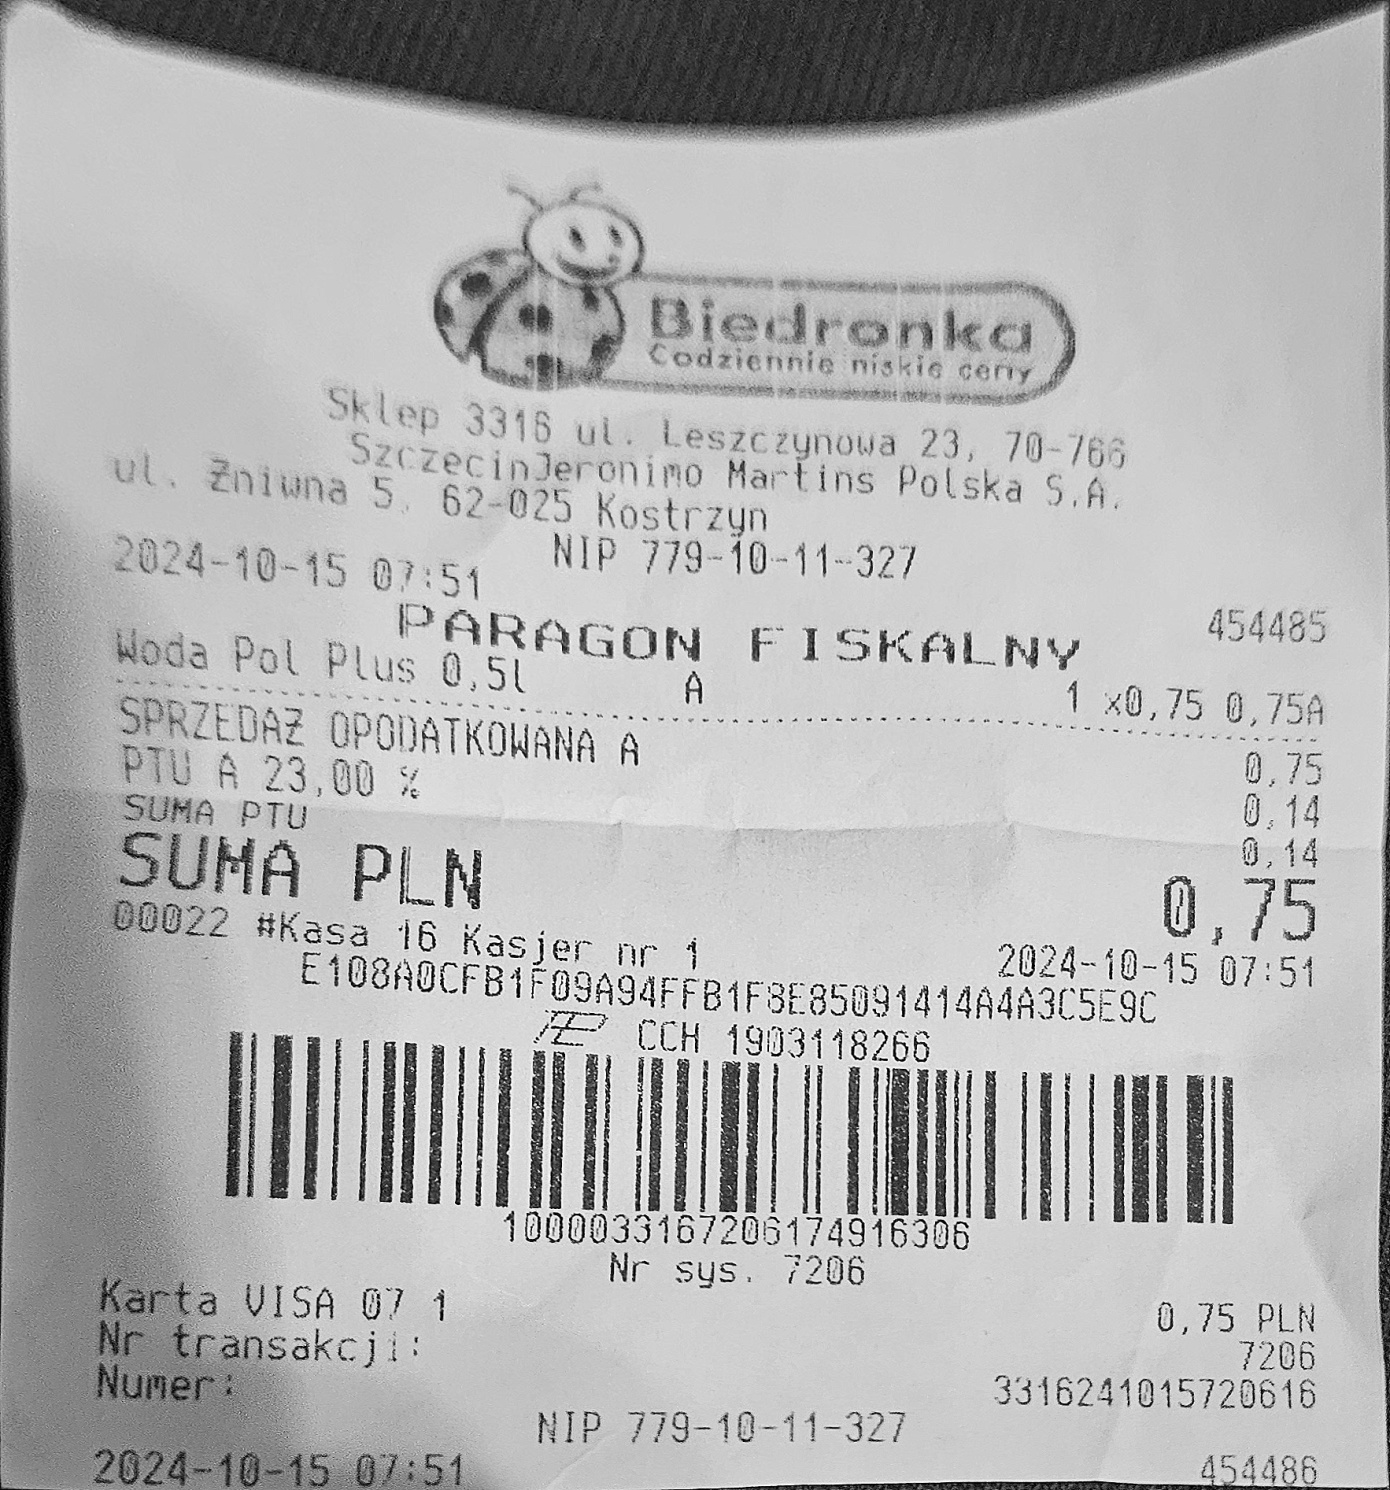 Biedronka
Codziennie niskie ceny
Sklep 3316 ul. Leszczynowa 23, 70-766
SzczecinJeronimo Martins Polska S.A.
ul. Żniwna 5, 62-025 Kostrzyn
NIP 779-10-11-327
2024-10-15 07:51 454485
PARAGON FISKALNY
Woda Pol Plus 0,5l A 1 x0,75 0,75A
SPRZEDAŻ OPODATKOWANA A 0,75
PTU A 23,00 % 0,14
SUMA PTU 0,14
SUMA PLN 0,75
00022 #Kasa 16 Kasjer nr 1 2024-10-15 07:51
E108A0CFB1F09A94FFB1F8E85091414A4A3C5E9C
CCH 1903118266
1000033167206174916306
Nr sys. 7206
Karta VISA 07 1 0,75 PLN
Nr transakcji: 7206
Numer: 3316241015720616
NIP 779-10-11-327
2024-10-15 07:51 454486